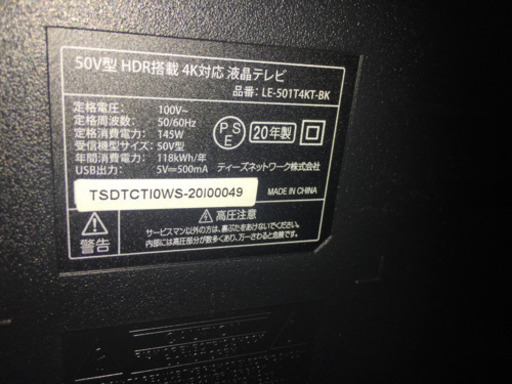 50V型 HDR搭載 4K対応 液晶テレビ
品番：LE-501T4KT-BK
定格電圧： 100V~
定格周波数： 50/60Hz
定格消費電力： 145W
受信機型サイズ： 50V型
年間消費電力： 118kWh/年
USB出力： 5V⎓500mA
PSE
20年製
ティーズネットワーク株式会社
TSDTCTI0WS-20I00049
MADE IN CHINA
警告
高圧注意
サービスマン以外の方は、裏ぶたをあけないでください。
内部には高圧部分が数多くあり、万一さわると危険です。